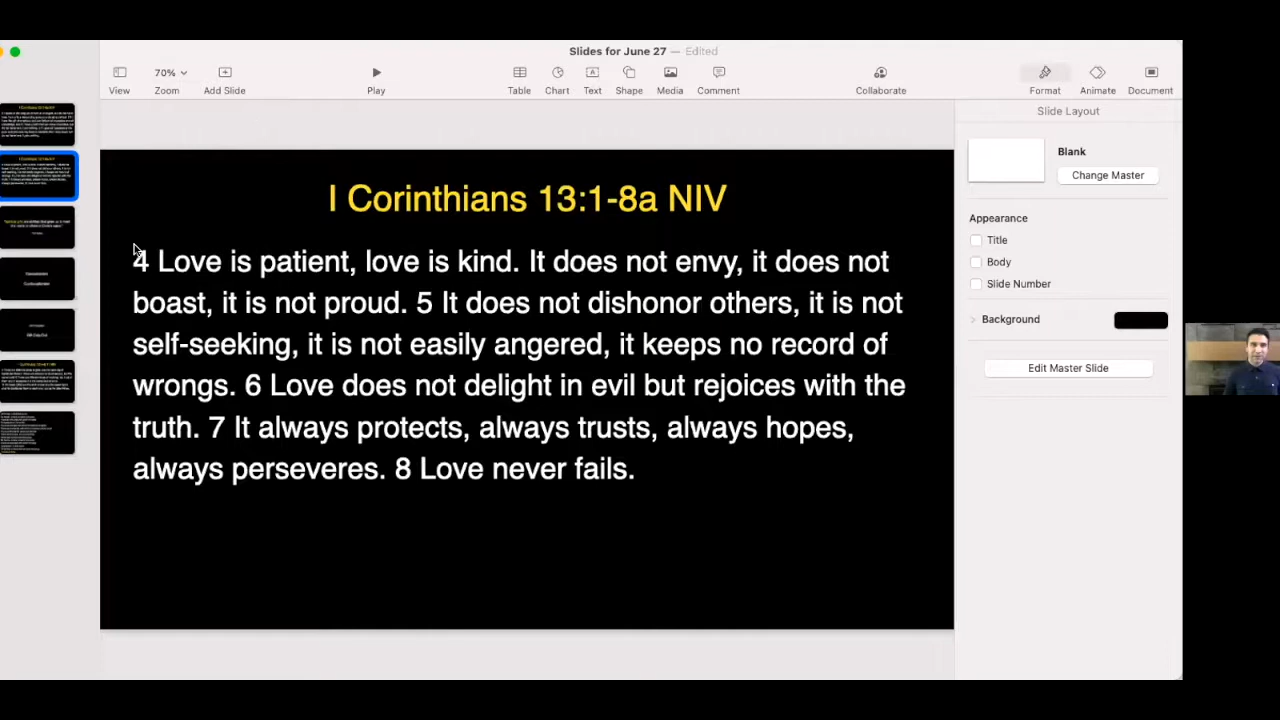 Slides for June 27 — Edited
70%
View Zoom Add Slide Play Table Chart Text Shape Media Comment Collaborate Format Animate Document
Slide Layout
Blank
Change Master
Appearance
Title
Body
Slide Number
Background
Edit Master Slide
I Corinthians 13:1-8a NIV
4 Love is patient, love is kind. It does not envy, it does not
boast, it is not proud. 5 It does not dishonor others, it is not
self-seeking, it is not easily angered, it keeps no record of
wrongs. 6 Love does not delight in evil but rejoices with the
truth. 7 It always protects, always trusts, always hopes,
always perseveres. 8 Love never fails.